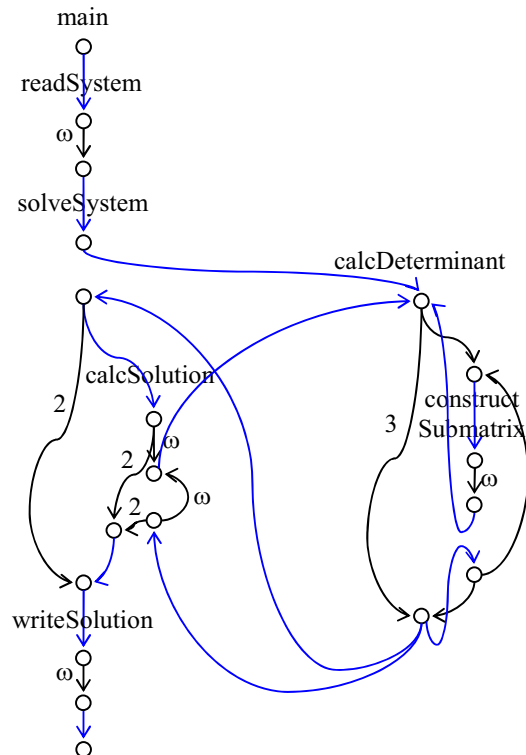 main
readSystem
ω
solveSystem
calcDeterminant
calcSolution
2
construct
3
Submatrix
ω
2
ω
ω
2
writeSolution
ω